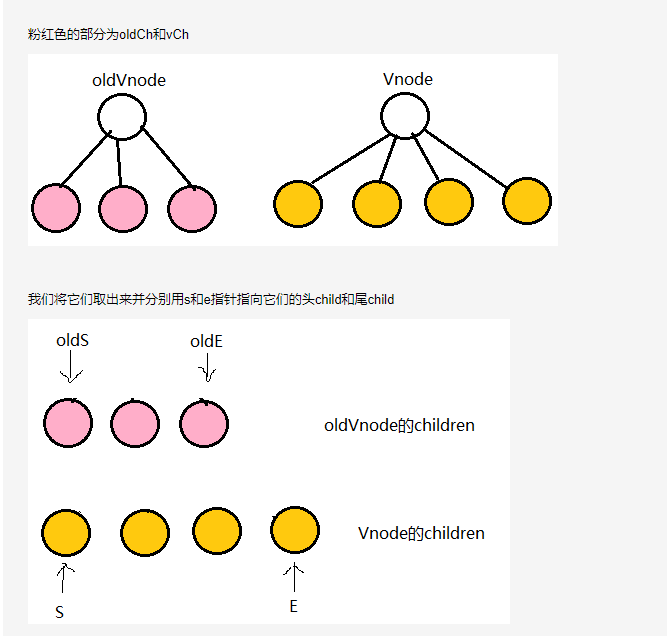 粉红色的部分为oldCh和vCh
oldVnode
Vnode
我们将它们取出来并分别用s和e指针指向它们的头child和尾child
oldS
oldE
oldVnode的children
Vnode的children
S
E